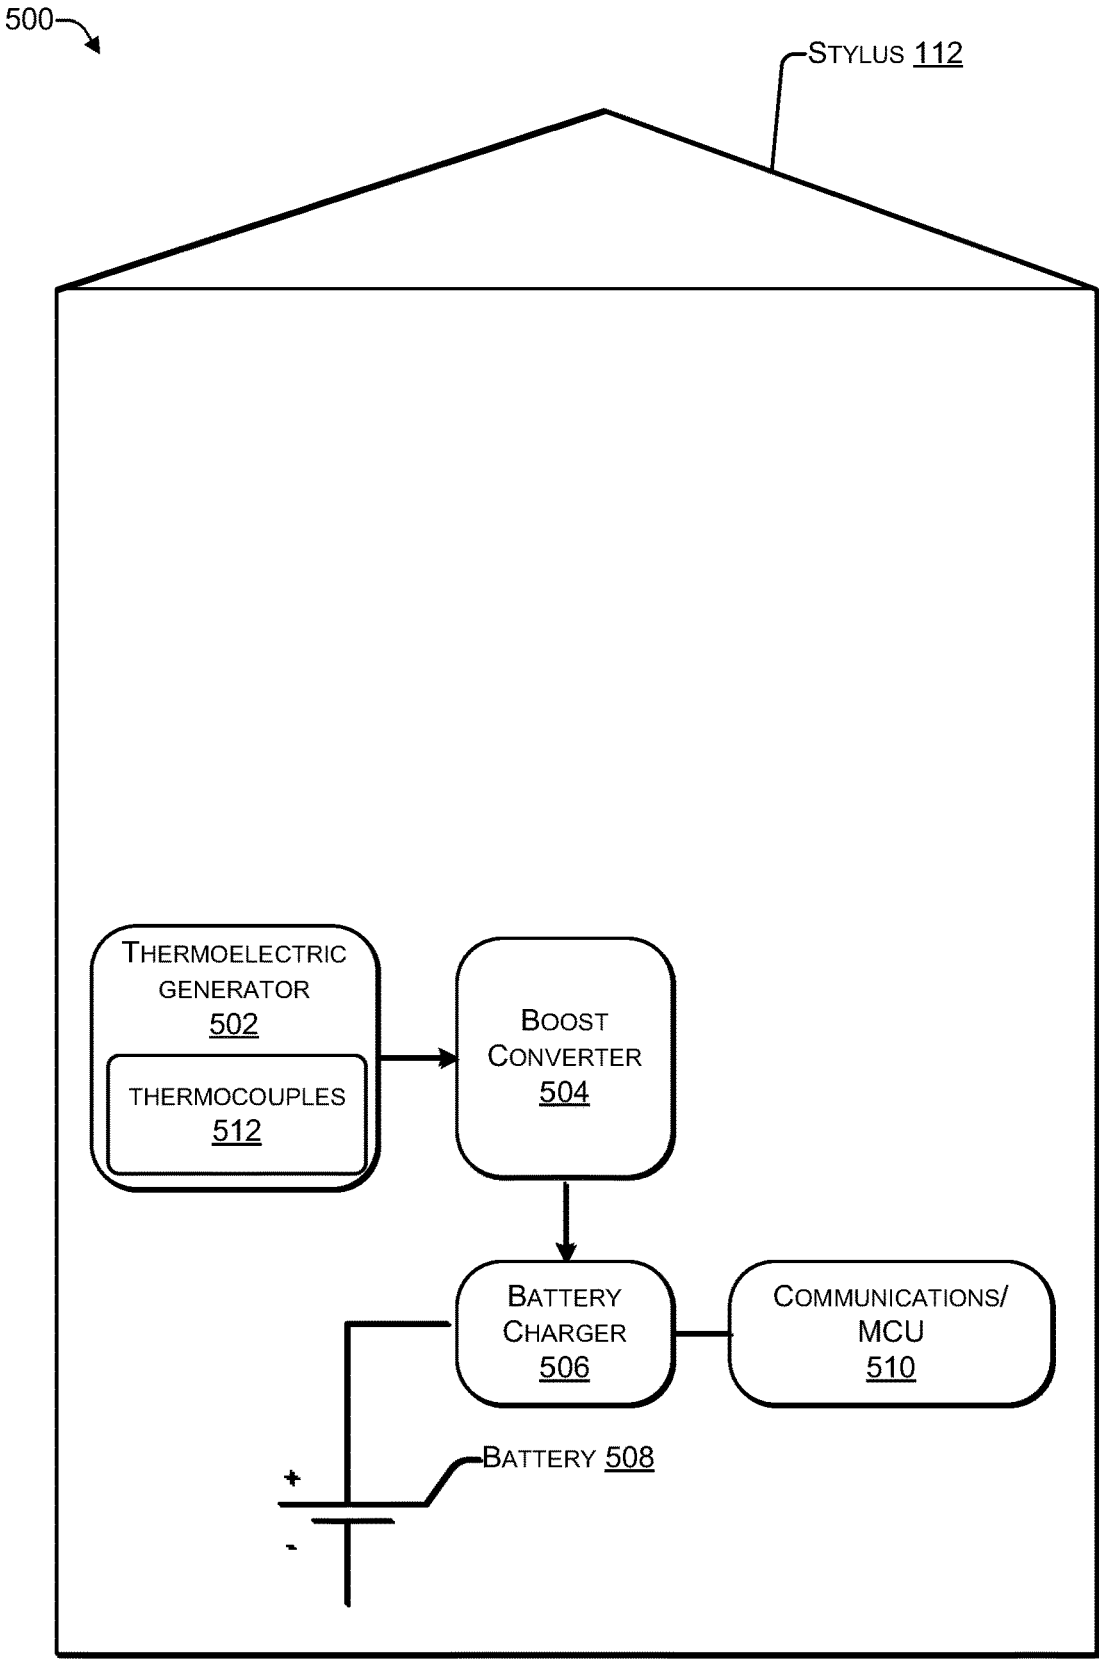 500
STYLUS 112
THERMOELECTRIC
GENERATOR
502
THERMOCOUPLES
512
BOOST
CONVERTER
504
BATTERY
CHARGER
506
COMMUNICATIONS/
MCU
510
BATTERY 508
+
-